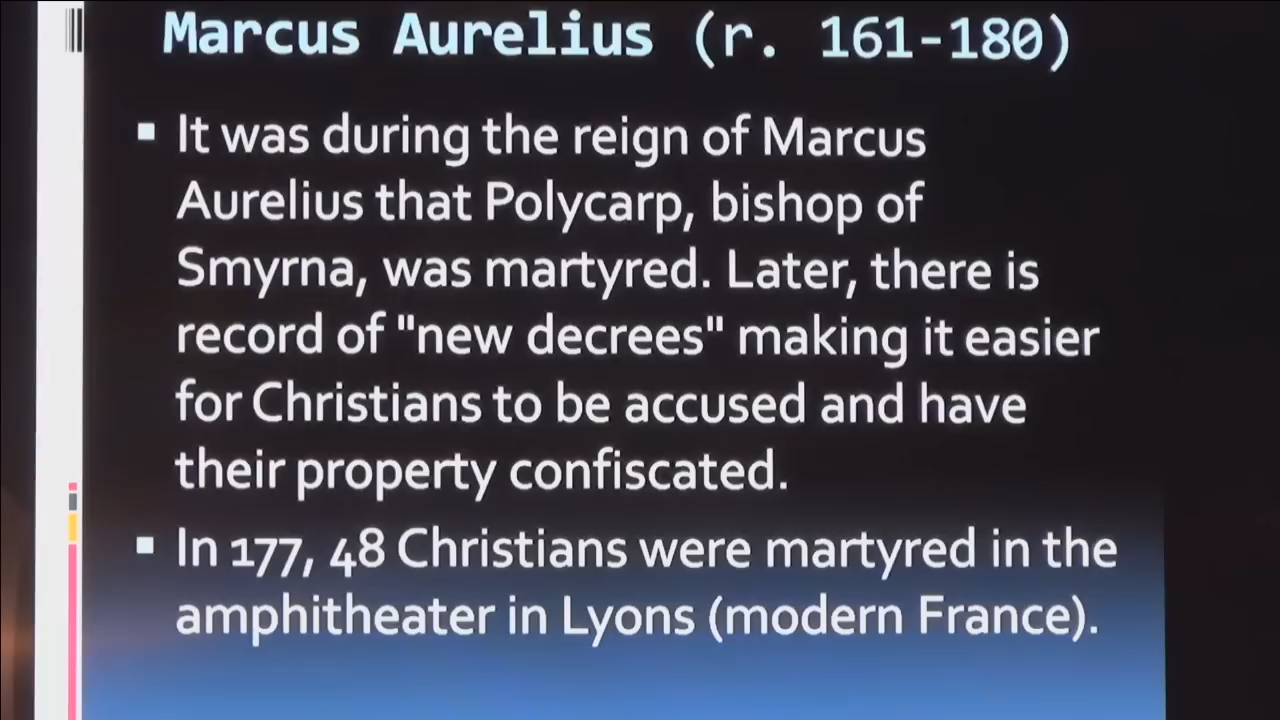 Marcus Aurelius (r. 161-180)
▪ It was during the reign of Marcus
Aurelius that Polycarp, bishop of
Smyrna, was martyred. Later, there is
record of "new decrees" making it easier
for Christians to be accused and have
their property confiscated.
▪ In 177, 48 Christians were martyred in the
amphitheater in Lyons (modern France).